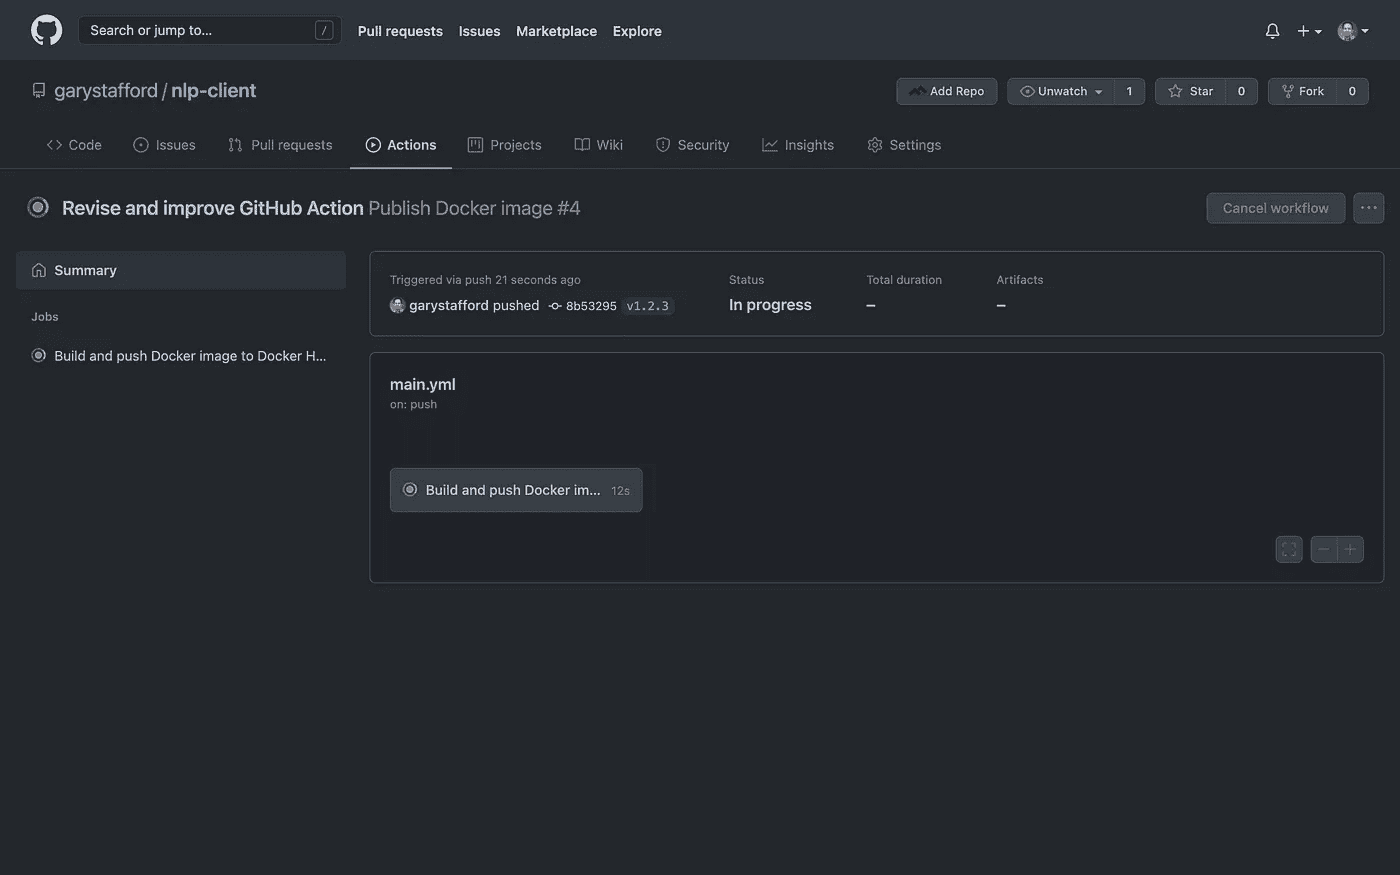 Search or jump to... / Pull requests Issues Marketplace Explore
garystafford / nlp-client Add Repo Unwatch 1 Star 0 Fork 0
Code Issues Pull requests Actions Projects Wiki Security Insights Settings
Revise and improve GitHub Action Publish Docker image #4 Cancel workflow ...
Summary
Jobs
Build and push Docker image to Docker H...
Triggered via push 21 seconds ago Status Total duration Artifacts
garystafford pushed 8b53295 v1.2.3 In progress – –
main.yml
on: push
Build and push Docker im... 12s